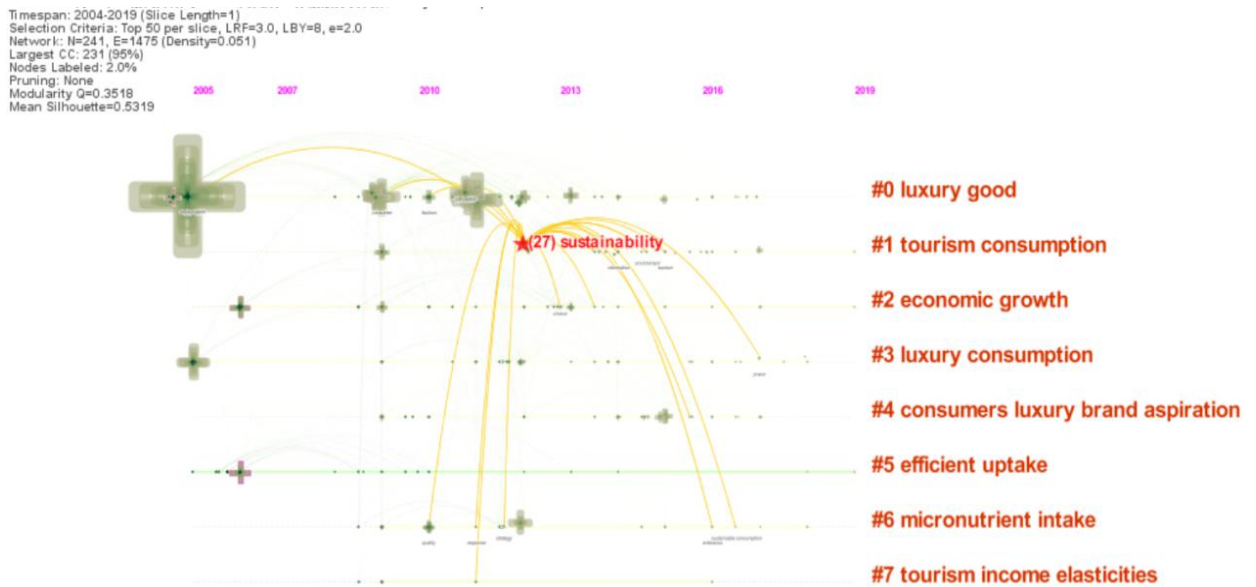 Timespan: 2004-2019 (Slice Length=1)
Selection Criteria: Top 50 per slice, LRF=3.0, LBY=8, e=2.0
Network: N=241, E=1475 (Density=0.051)
Largest CC: 231 (95%)
Nodes Labeled: 2.0%
Pruning: None
Modularity Q=0.3518
Mean Silhouette=0.5319
2005 2007 2010 2013 2016 2019
#0 luxury good
(27) sustainability
#1 tourism consumption
#2 economic growth
#3 luxury consumption
#4 consumers luxury brand aspiration
#5 efficient uptake
#6 micronutrient intake
quality strategy sustainable consumption
#7 tourism income elasticities